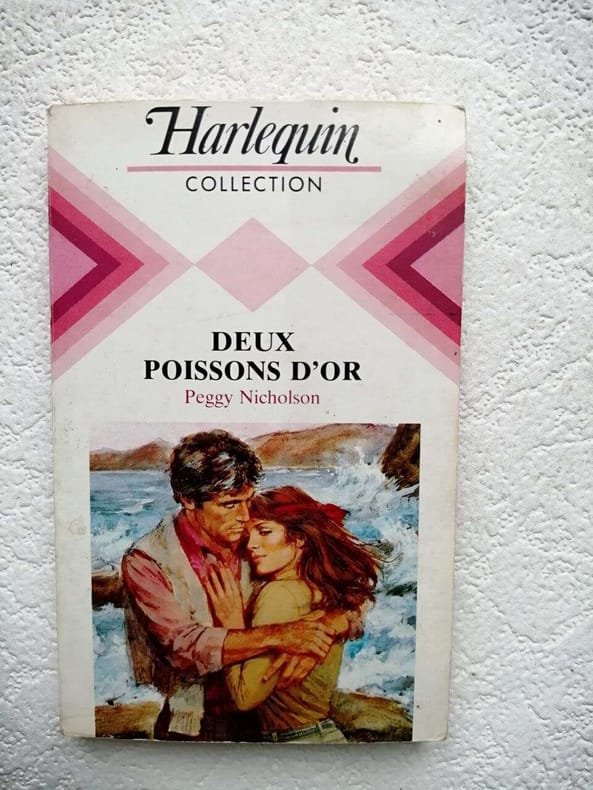 Harlequin
COLLECTION
DEUX
POISSONS D'OR
Peggy Nicholson